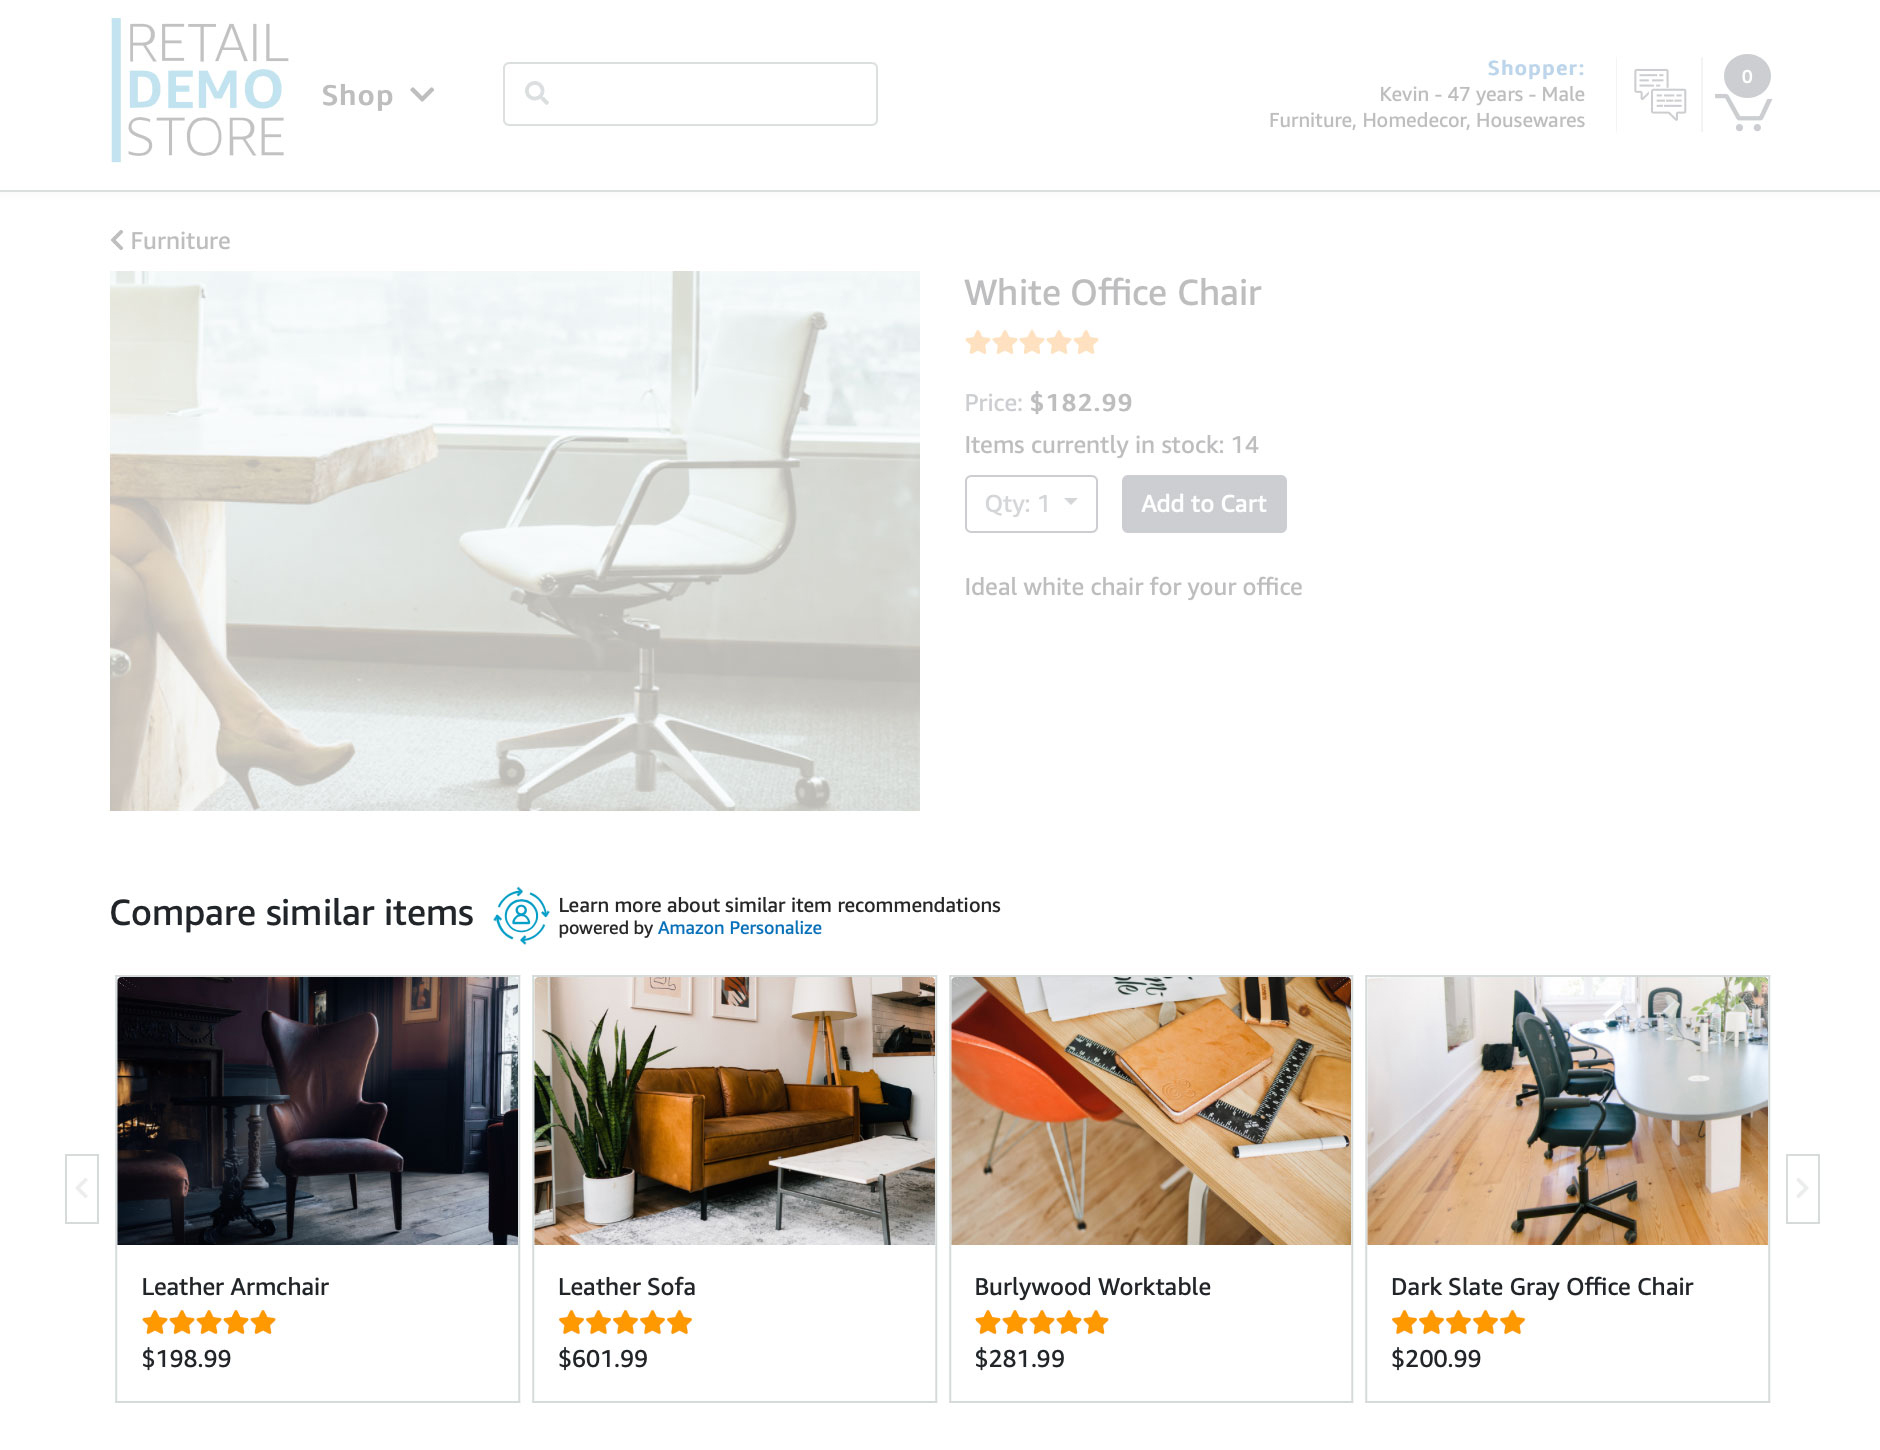 RETAIL
DEMO
STORE
Shop
Shopper:
Kevin - 47 years - Male
Furniture, Homedecor, Housewares
0
Furniture
White Office Chair
Price: $182.99
Items currently in stock: 14
Qty: 1
Add to Cart
Ideal white chair for your office
Compare similar items
Learn more about similar item recommendations
powered by Amazon Personalize
Leather Armchair
$198.99
Leather Sofa
$601.99
Burlywood Worktable
$281.99
Dark Slate Gray Office Chair
$200.99